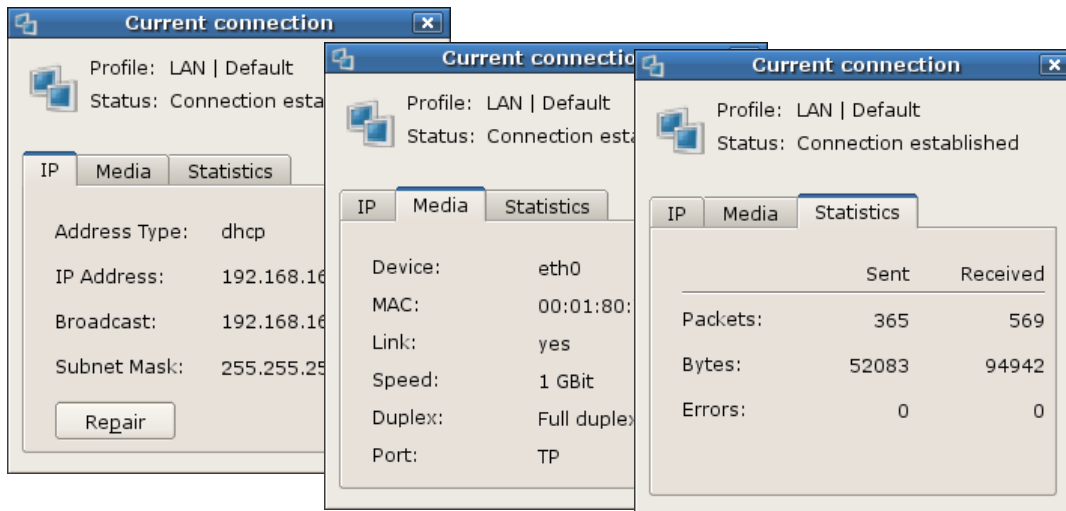 Current connection
Profile: LAN | Default
Status: Connection esta
IP Media Statistics
Address Type: dhcp
IP Address: 192.168.16
Broadcast: 192.168.16
Subnet Mask: 255.255.25
Repair
Current connectio
Profile: LAN | Default
Status: Connection esta
IP Media Statistics
Device: eth0
MAC: 00:01:80:
Link: yes
Speed: 1 GBit
Duplex: Full duplex
Port: TP
Current connection
Profile: LAN | Default
Status: Connection established
IP Media Statistics
Sent Received
Packets: 365 569
Bytes: 52083 94942
Errors: 0 0